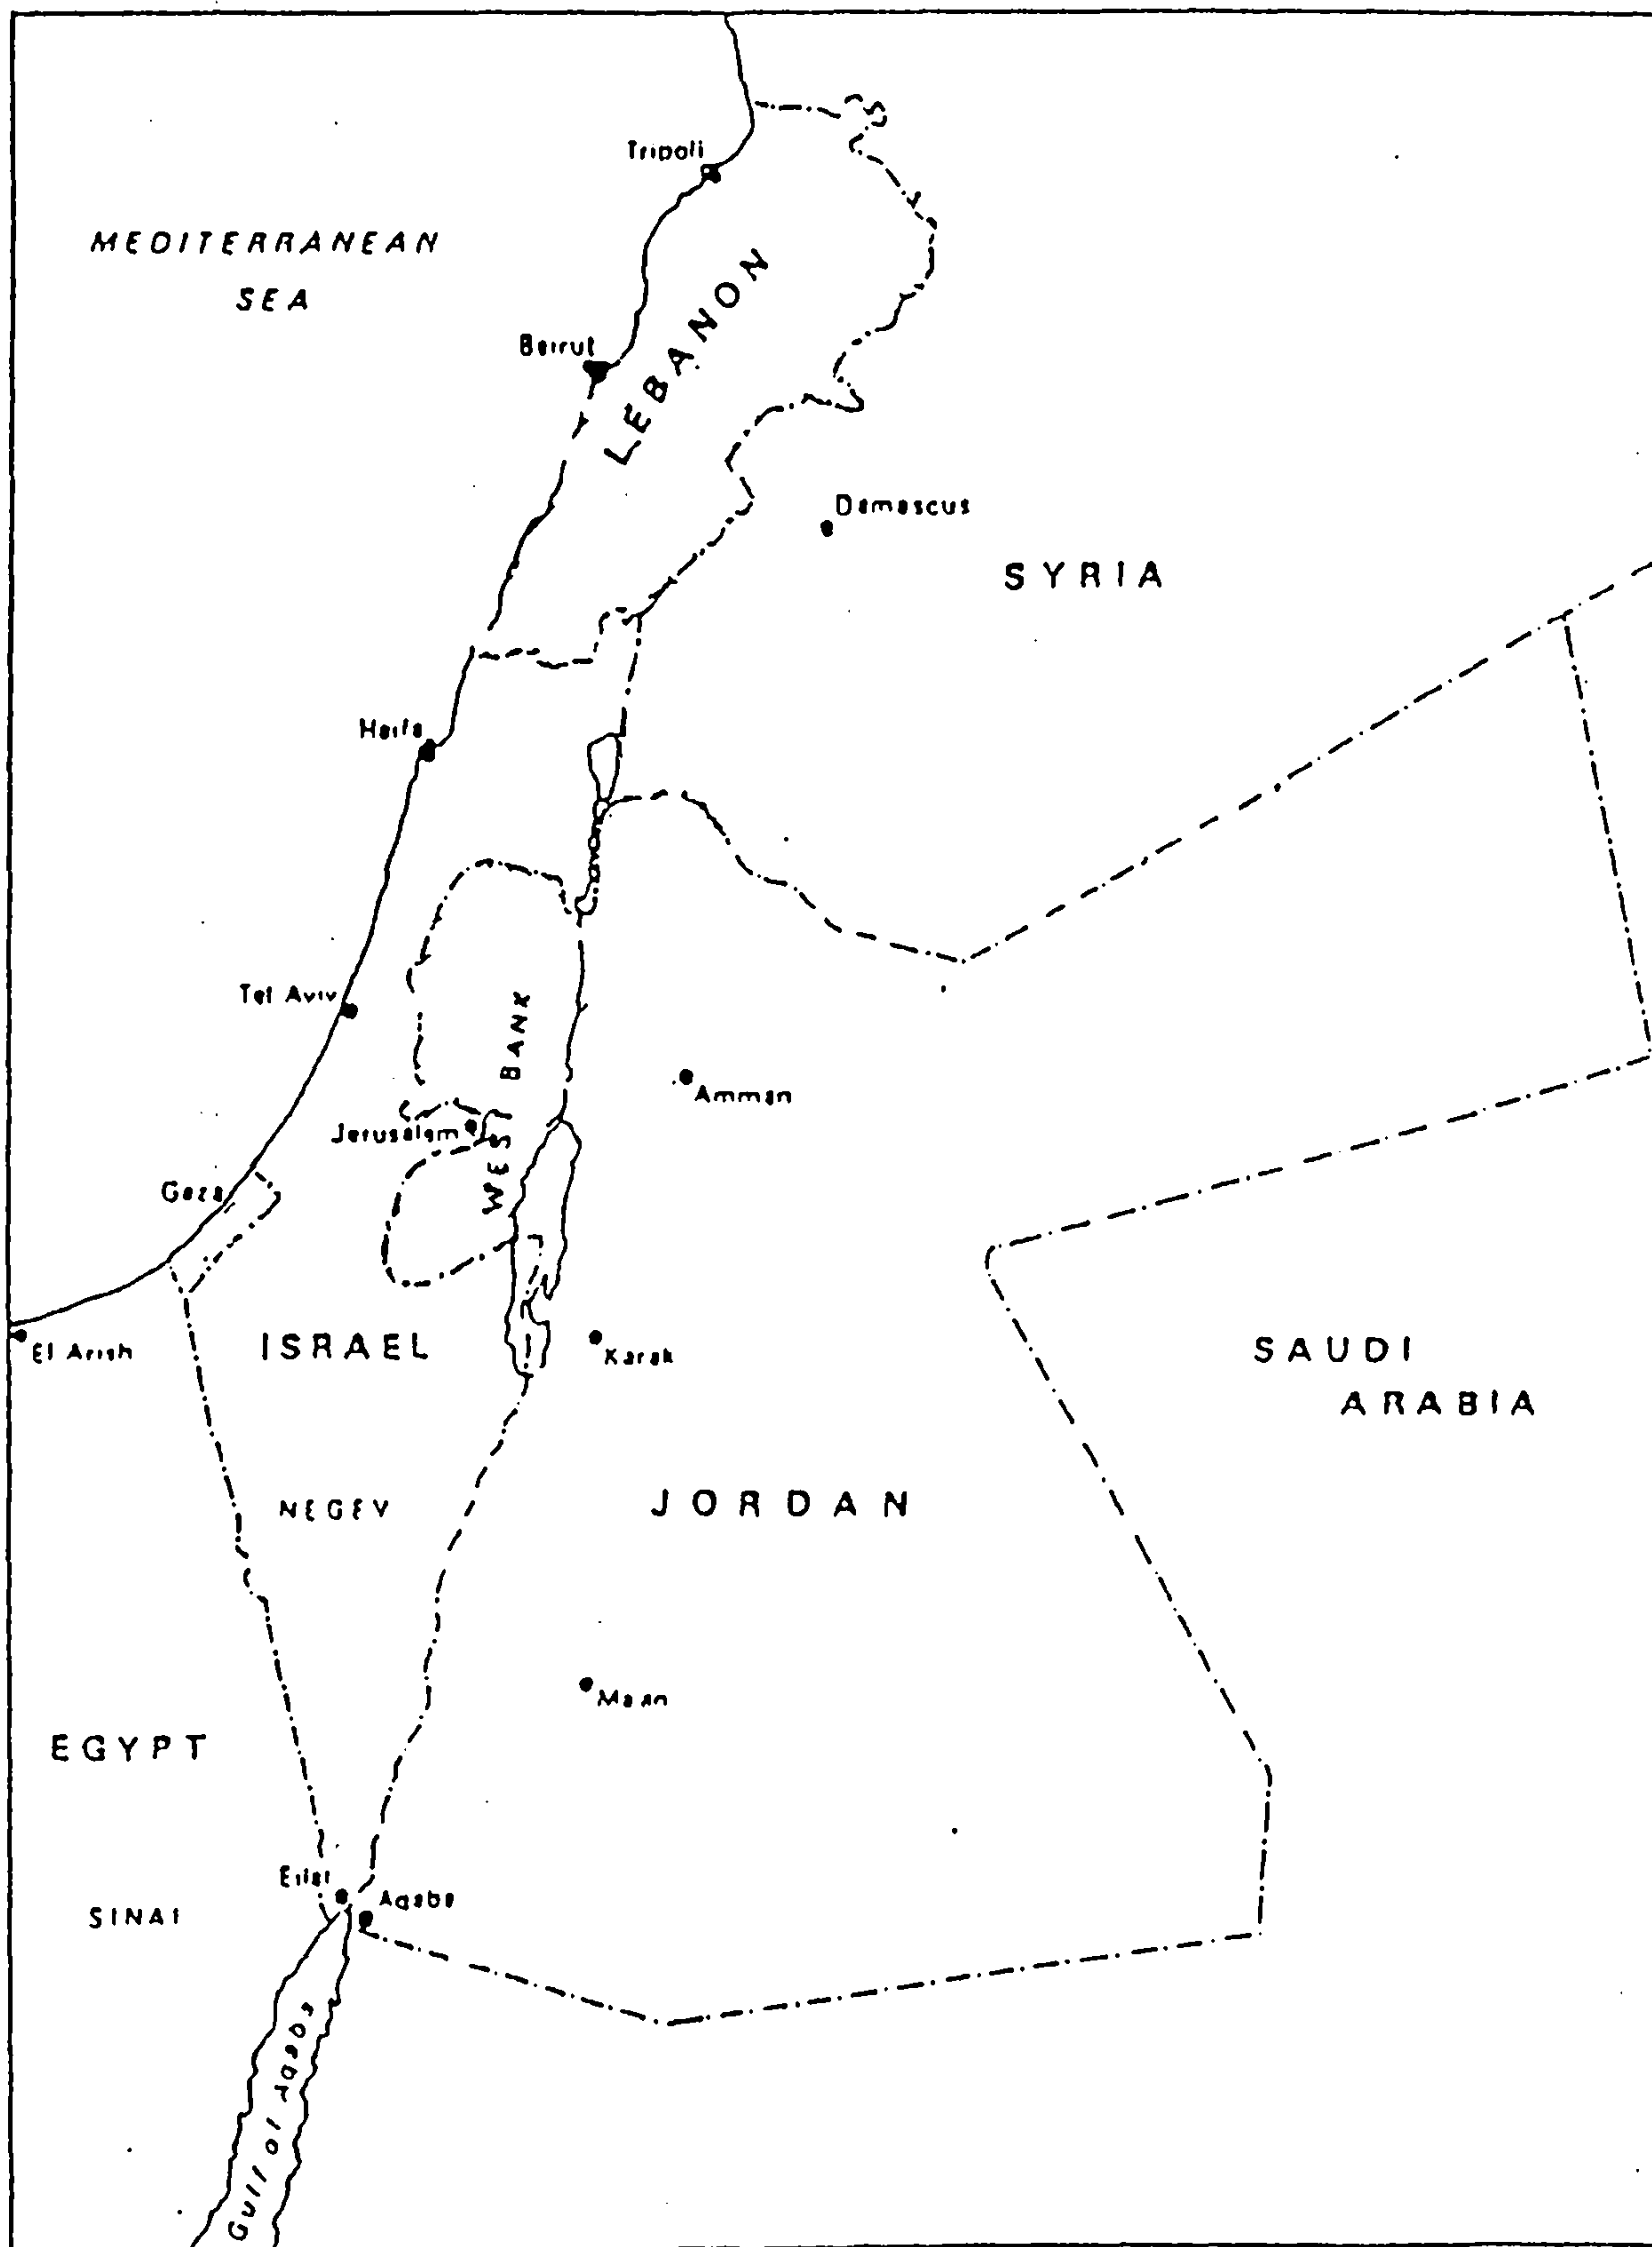 Tripoli
MEDITERRANEAN
SEA
LEBANON
Beirut
Damascus
SYRIA
Haifa
Tel Aviv
WEST BANK
Amman
Jerusalem
Gaza
El Arish
ISRAEL
Karak
SAUDI
ARABIA
NEGEV
JORDAN
Maan
EGYPT
Eilat
Aqaba
SINAI
Gulf of Aqaba